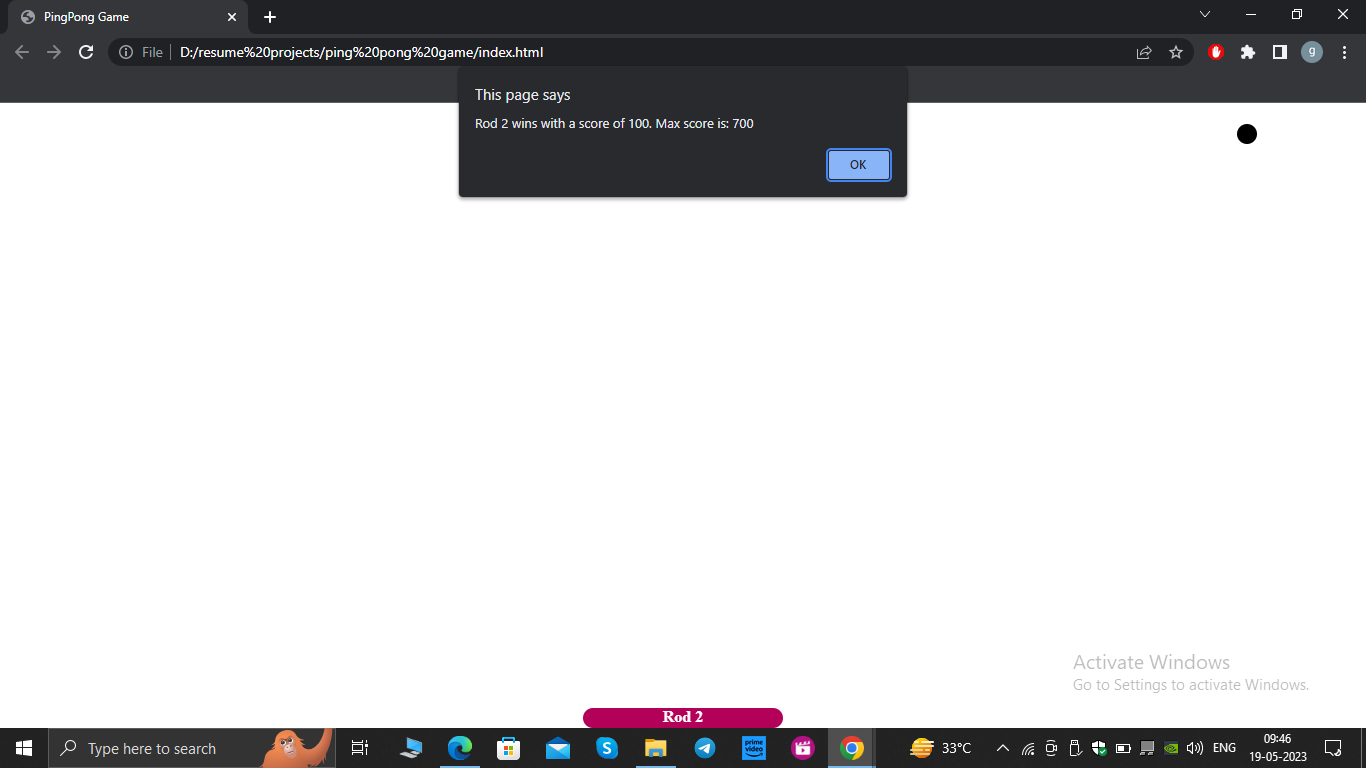 PingPong Game
File
D:/resume%20projects/ping%20pong%20game/index.html
g
This page says
Rod 2 wins with a score of 100. Max score is: 700
OK
Activate Windows
Go to Settings to activate Windows.
Rod 2
Type here to search
S
prime
video
33°C
ENG
09:46
19-05-2023